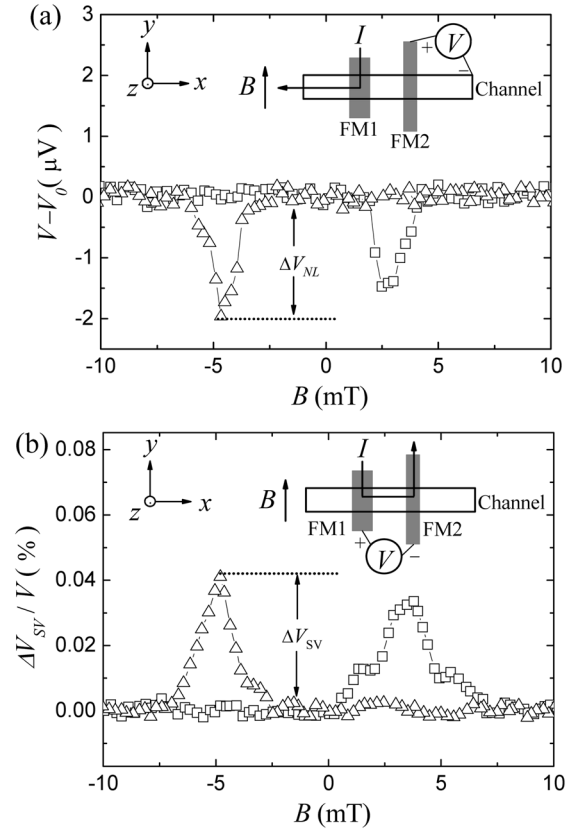 (a)
3
2
1
0
-1
-2
-10 -5 0 5 10
V−V0 ( µV)
B (mT)
y
z x
B
I
FM1
FM2
V
+ −
Channel
ΔVNL
(b)
0.08
0.06
0.04
0.02
0.00
-10 -5 0 5 10
ΔVSV / V ( % )
B (mT)
y
z x
B
I
FM1 FM2
Channel
+ V −
ΔVSV